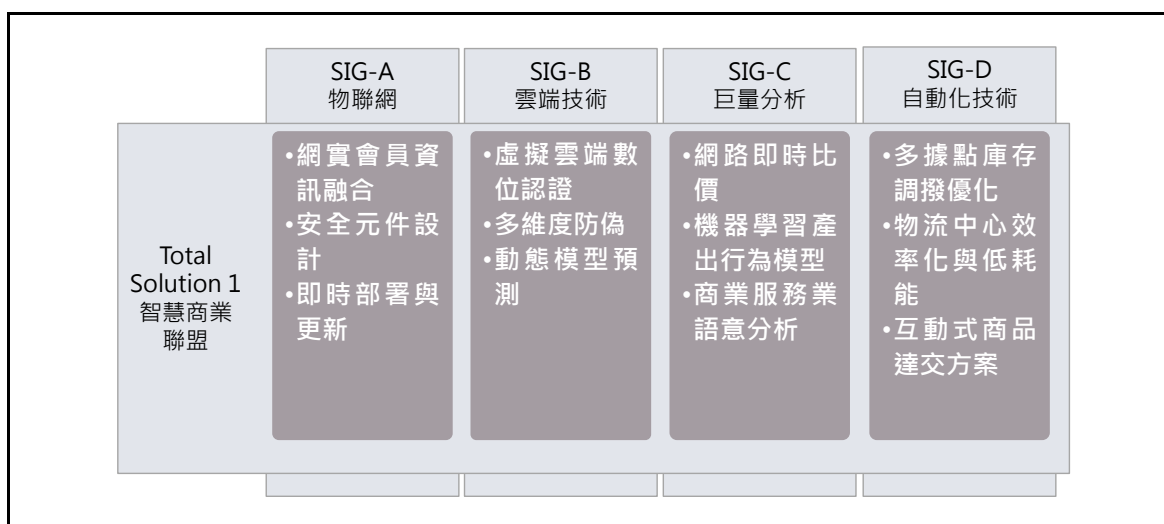 SIG-A
物聯網
SIG-B
雲端技術
SIG-C
巨量分析
SIG-D
自動化技術
Total
Solution 1
智慧商業
聯盟
•網實會員資
訊融合
•安全元件設
計
•即時部署與
更新
•虛擬雲端數
位認證
•多維度防偽
•動態模型預
測
•網路即時比
價
•機器學習產
出行為模型
•商業服務業
語意分析
•多據點庫存
調撥優化
•物流中心效
率化與低耗
能
•互動式商品
達交方案